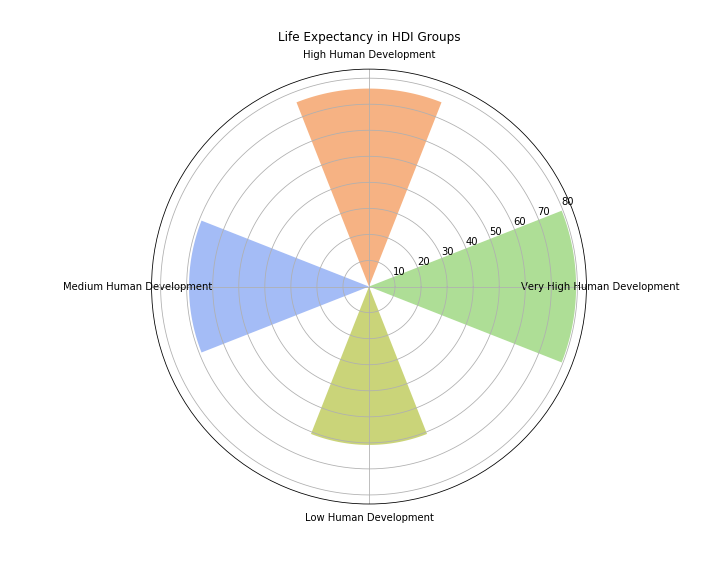 Life Expectancy in HDI Groups
High Human Development
80
70
60
50
40
30
20
10
Medium Human Development
Very High Human Development
Low Human Development